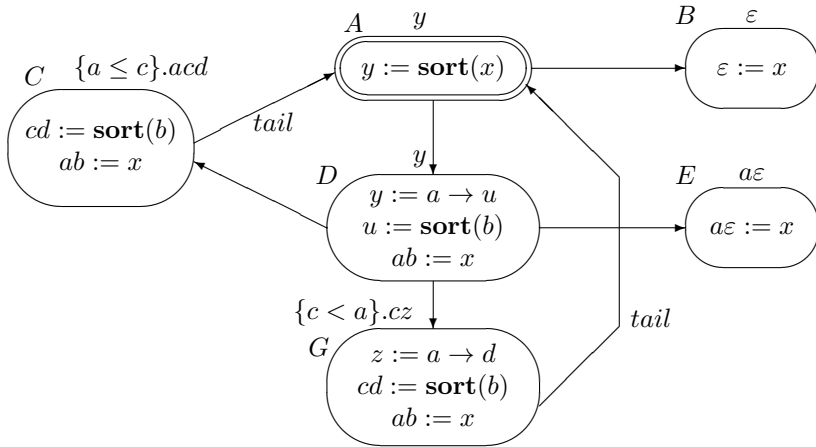 A
y
y := sort(x)
B
ε
ε := x
C
{a ≤ c}.acd
cd := sort(b)
ab := x
tail
D
y
y := a → u
u := sort(b)
ab := x
E
aε
aε := x
{c < a}.cz
G
z := a → d
cd := sort(b)
ab := x
tail